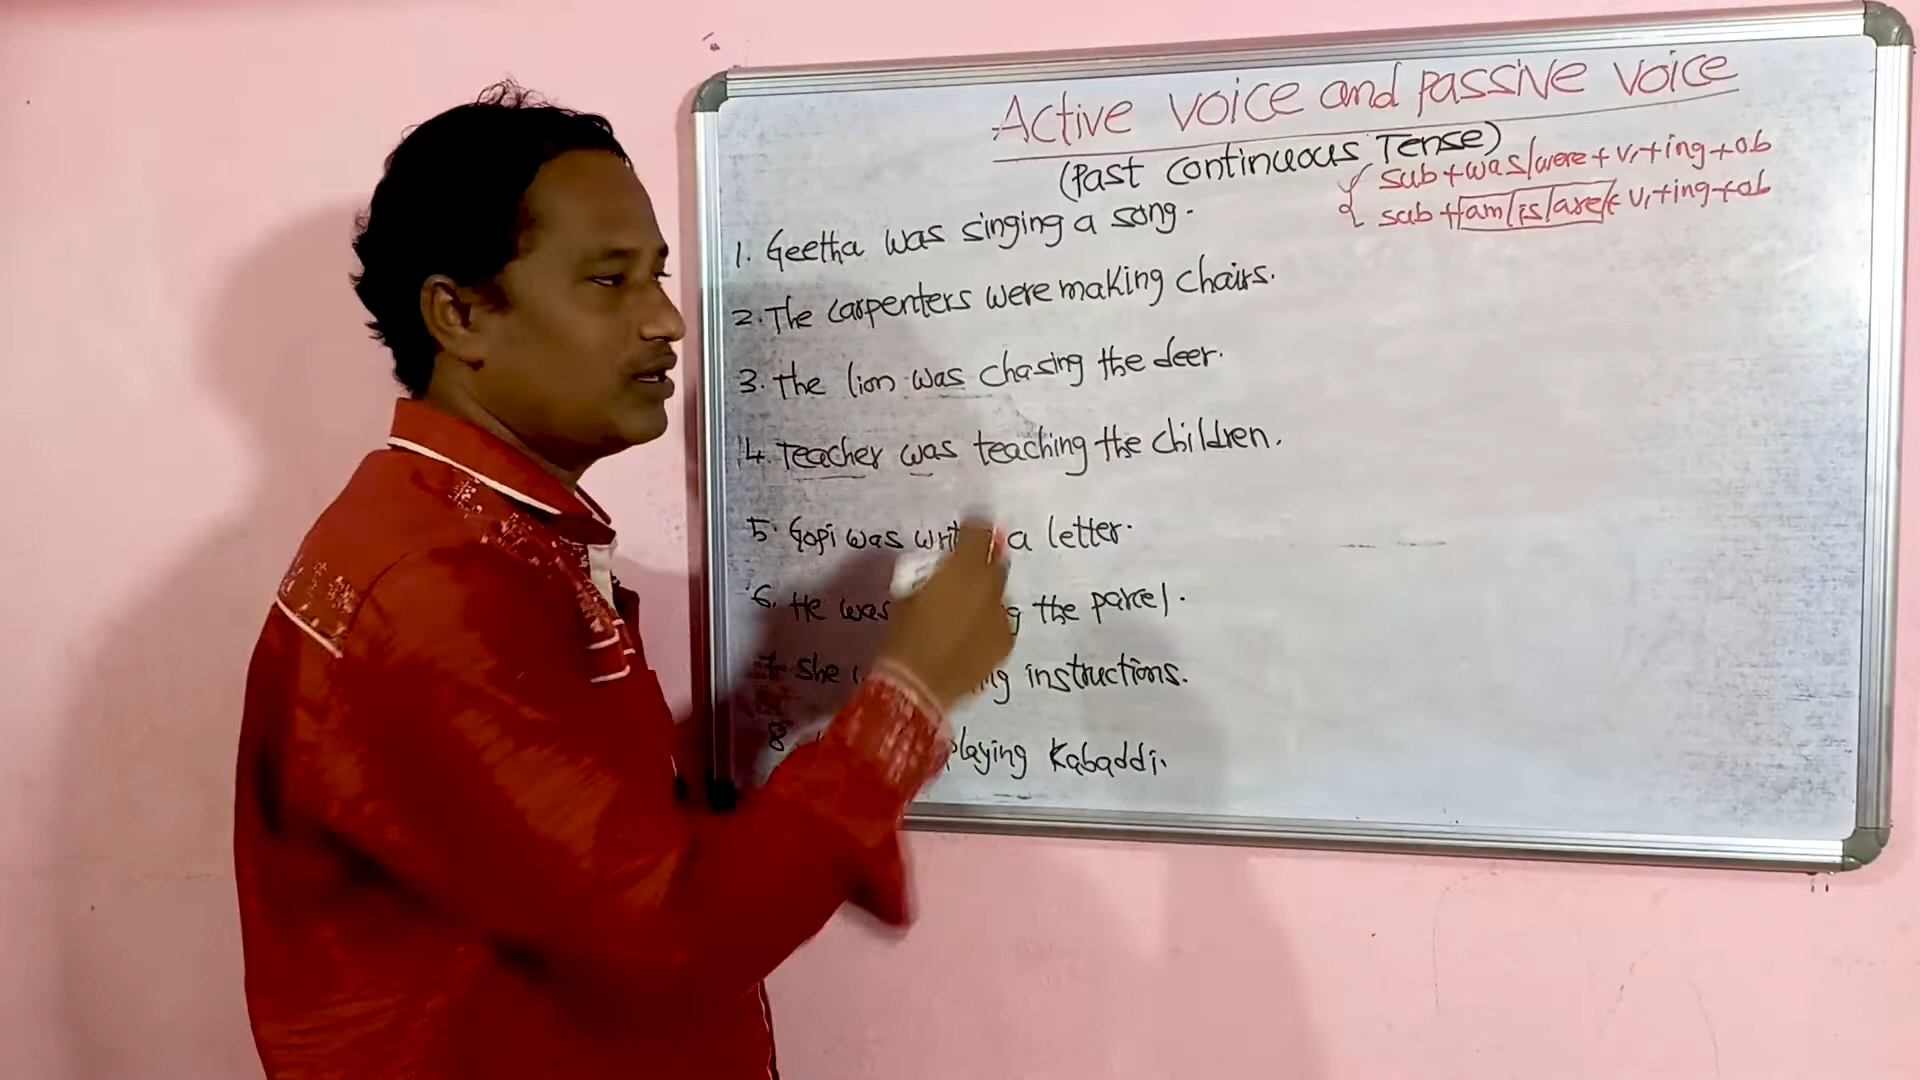 Active voice and passive voice
(Past continuous Tense)
sub+was/were+v1+ing+ob
sub+am/is/are+v1+ing+ob
1. Geetha was singing a song.
2. The carpenters were making chairs.
3. The lion was chasing the deer.
4. Teacher was teaching the children.
5. Gopi was a letter.
6. He was the parcel.
7 she instructions.
8 playing Kabaddi.